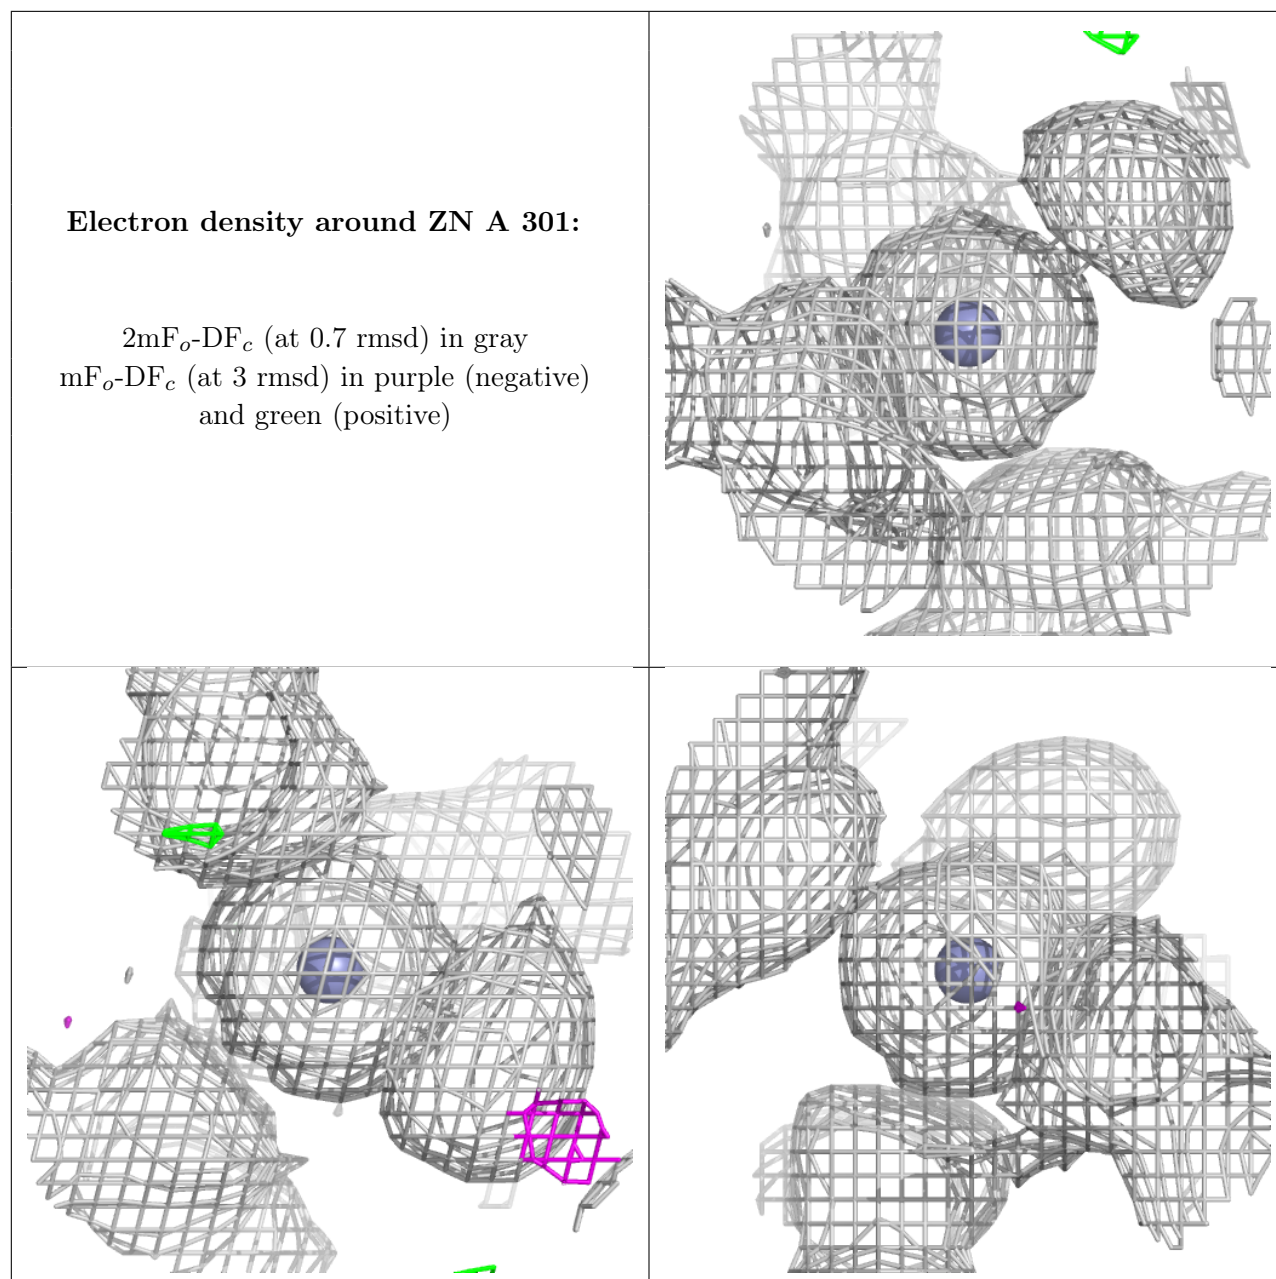 Electron density around ZN A 301:
2mFo-DFc (at 0.7 rmsd) in gray
mFo-DFc (at 3 rmsd) in purple (negative)
and green (positive)